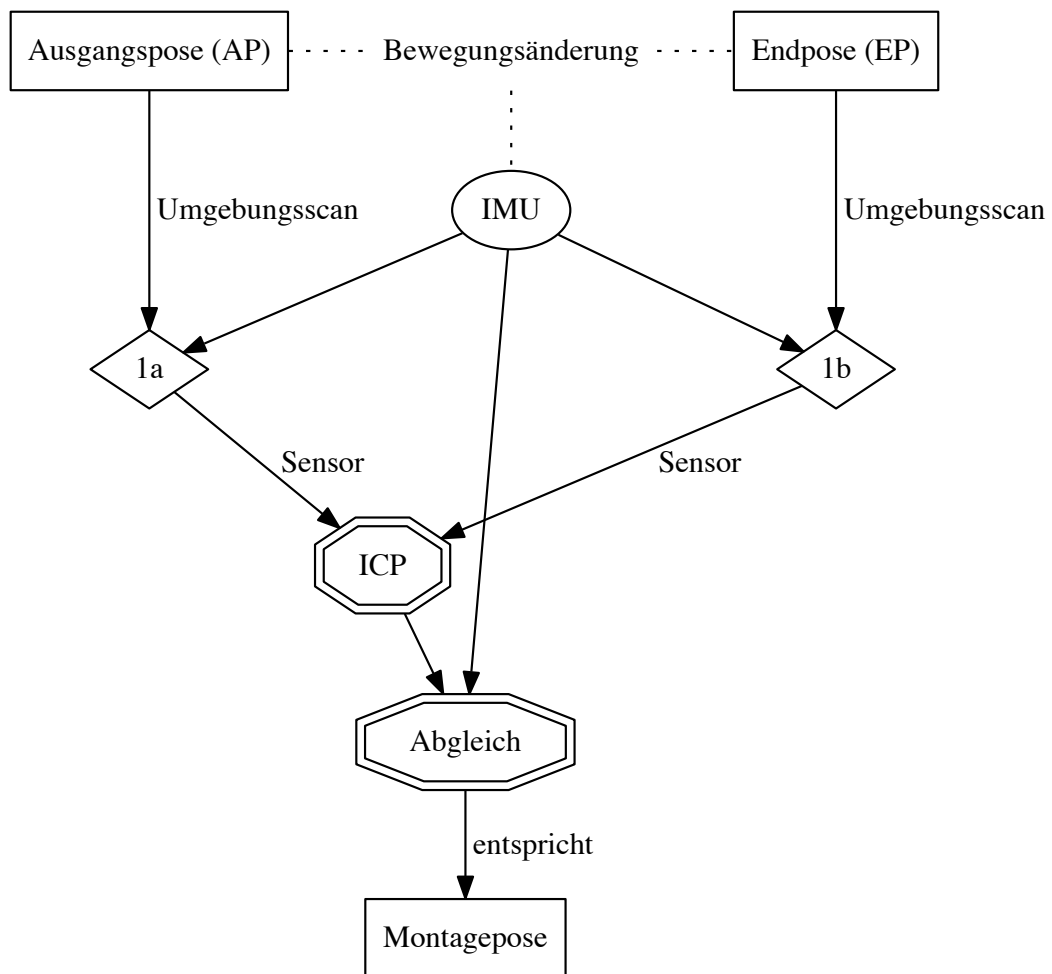 Ausgangspose (AP)
Bewegungsänderung
Endpose (EP)
Umgebungsscan
IMU
Umgebungsscan
1a
1b
Sensor
Sensor
ICP
Abgleich
entspricht
Montagepose